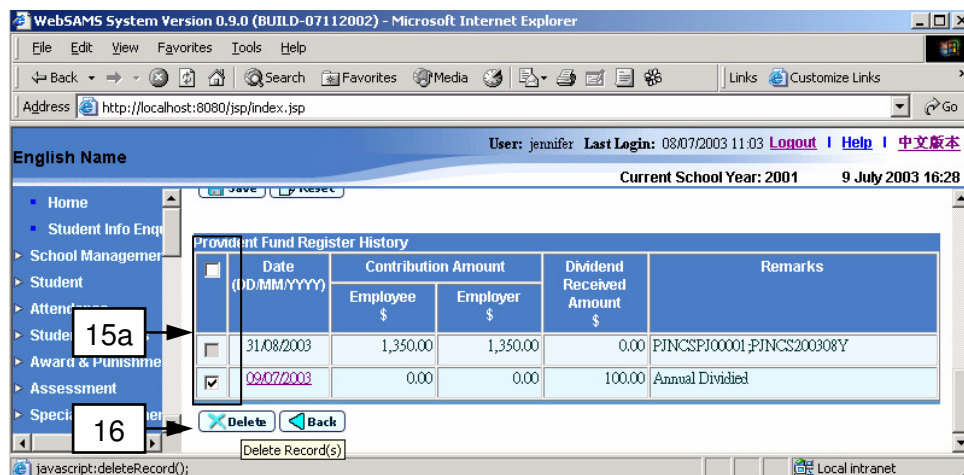 WebSAMS System Version 0.9.0 (BUILD-07112002) - Microsoft Internet Explorer
File Edit View Favorites Tools Help
Back Search Favorites Media Links Customize Links
Address http://localhost:8080/jsp/index.jsp Go
User: jennifer Last Login: 08/07/2003 11:03 Logout | Help | 中文版本
English Name
Current School Year: 2001 9 July 2003 16:28
Save Reset
Home
Student Info Enqu
School Managemen
Student
Attendance
Award & Punishme
Assessment
Provident Fund Register History
Date (DD/MM/YYYY) Contribution Amount Dividend Received Amount $ Remarks
Employee $ Employer $
31/08/2003 1,350.00 1,350.00 0.00 PJNCSPJ00001;PJNCS200308Y
09/07/2003 0.00 0.00 100.00 Annual Dividied
15a
16
Delete Back
Delete Record(s)
javascript:deleteRecord(); Local intranet